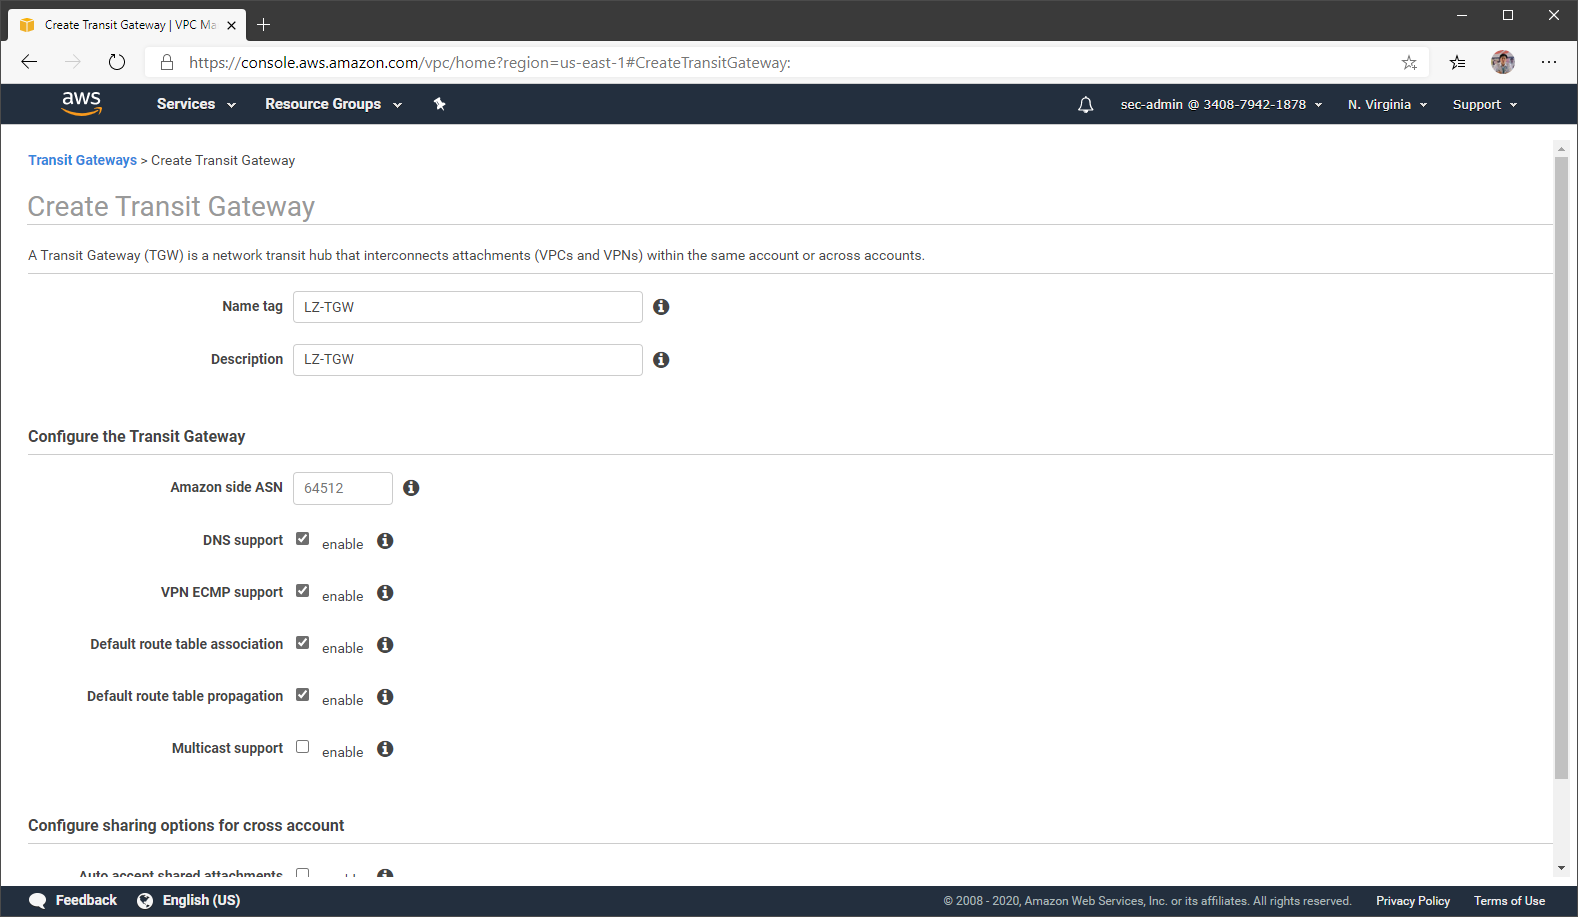 Create Transit Gateway | VPC Ma
https://console.aws.amazon.com/vpc/home?region=us-east-1#CreateTransitGateway:
aws Services Resource Groups sec-admin @ 3408-7942-1878 N. Virginia Support
Transit Gateways > Create Transit Gateway
Create Transit Gateway
A Transit Gateway (TGW) is a network transit hub that interconnects attachments (VPCs and VPNs) within the same account or across accounts.
Name tag LZ-TGW
Description LZ-TGW
Configure the Transit Gateway
Amazon side ASN 64512
DNS support enable
VPN ECMP support enable
Default route table association enable
Default route table propagation enable
Multicast support enable
Configure sharing options for cross account
Auto accept shared attachments
Feedback English (US) © 2008 - 2020, Amazon Web Services, Inc. or its affiliates. All rights reserved. Privacy Policy Terms of Use